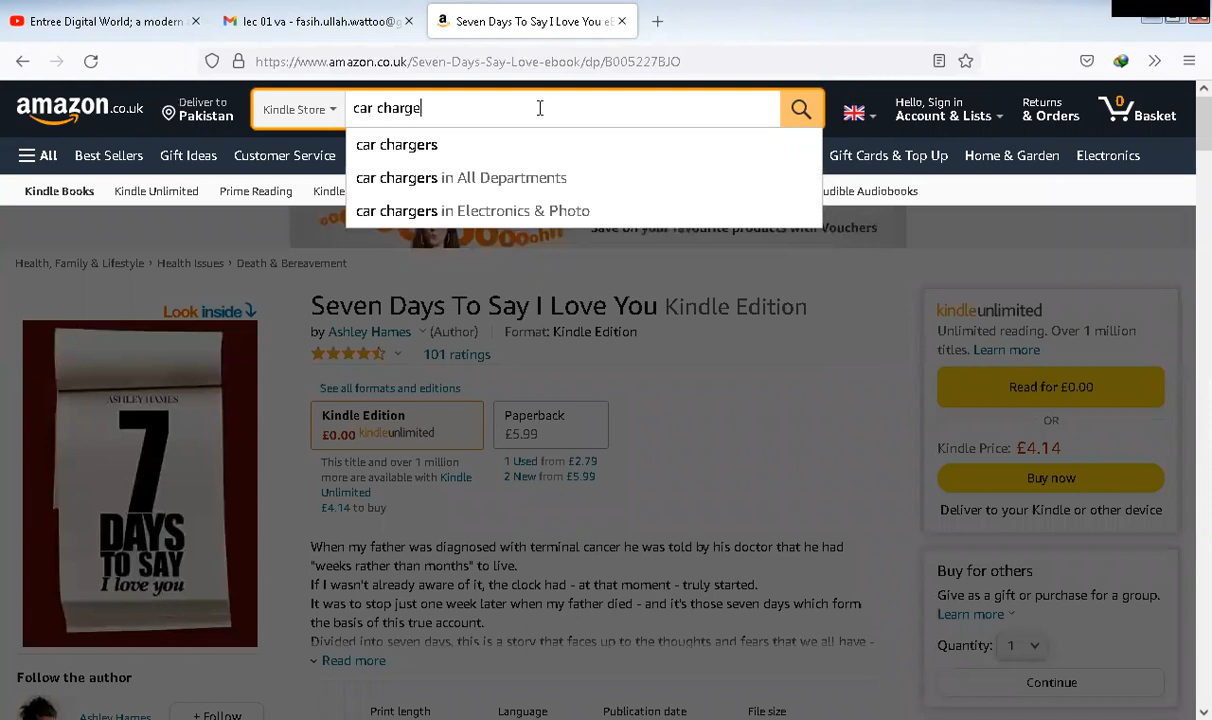 Entree Digital World; a modern
lec 01 va - fasih.ullah.wattoo@g
Seven Days To Say I Love You e
https://www.amazon.co.uk/Seven-Days-Say-Love-ebook/dp/B005227BJO
amazon.co.uk
Deliver to
Pakistan
Kindle Store
car charge
Hello, Sign in
Account & Lists
Returns
& Orders
0
Basket
car chargers
car chargers in All Departments
car chargers in Electronics & Photo
All Best Sellers Gift Ideas Customer Service Gift Cards & Top Up Home & Garden Electronics
Kindle Books Kindle Unlimited Prime Reading Kindle udible Audiobooks
Save on your favourite products with Vouchers
Health, Family & Lifestyle › Health Issues › Death & Bereavement
Look inside
ASHLEY HAMES
7
DAYS
TO SAY
I love you
Follow the author
Ashley Hames
+ Follow
Seven Days To Say I Love You Kindle Edition
by Ashley Hames (Author) | Format: Kindle Edition
101 ratings
See all formats and editions
Kindle Edition
£0.00 kindleunlimited
Paperback
£5.99
This title and over 1 million
more are available with Kindle
Unlimited
£4.14 to buy
1 Used from £2.79
2 New from £5.99
When my father was diagnosed with terminal cancer he was told by his doctor that he had
"weeks rather than months" to live.
If I wasn't already aware of it, the clock had - at that moment - truly started.
It was to stop just one week later when my father died - and it's those seven days which form
the basis of this true account.
Divided into seven days, this is a story that faces up to the thoughts and fears that we all have -
Read more
Print length Language Publication date File size
kindleunlimited
Unlimited reading. Over 1 million
titles. Learn more
Read for £0.00
OR
Kindle Price: £4.14
Buy now
Deliver to your Kindle or other device
Buy for others
Give as a gift or purchase for a group.
Learn more
Quantity: 1
Continue